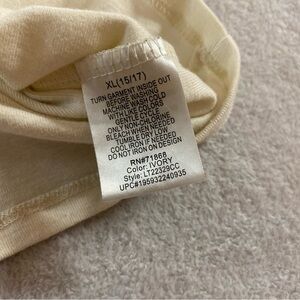 XL(15/17)
TURN GARMENT INSIDE OUT
BEFORE WASHING
MACHINE WASH COLD
WITH LIKE COLORS
GENTLE CYCLE
ONLY NON-CHLORINE
BLEACH WHEN NEEDED
TUMBLE DRY LOW
COOL IRON IF NEEDED
DO NOT IRON ON DESIGN
RN#71868
Color: IVORY
Style: LT22329CC
UPC#195932240935